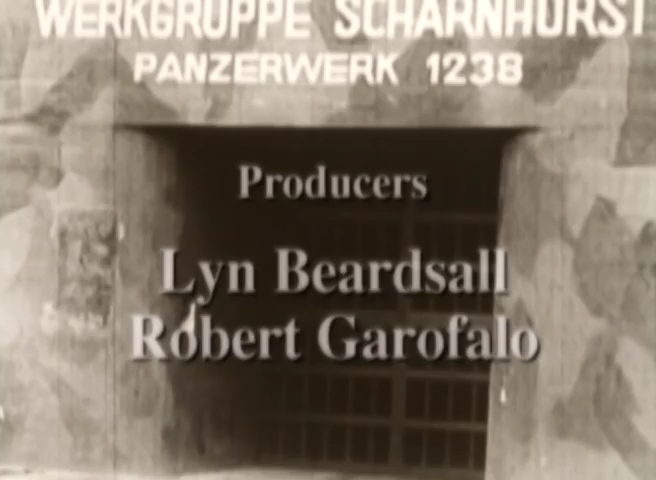 WERKGRUPPE SCHARNHORST
PANZERWERK 1238
Producers
Lyn Beardsall
Robert Garofalo